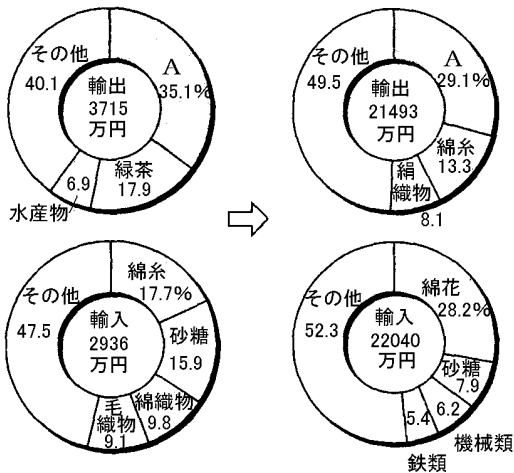 その他
40.1
A
35.1%
輸出
3715
万円
緑茶
17.9
6.9
水産物
その他
49.5
A
29.1%
輸出
21493
万円
綿糸
13.3
絹
織物
8.1
その他
47.5
綿糸
17.7%
輸入
2936
万円
砂糖
15.9
綿織物
9.8
毛
織物
9.1
その他
52.3
綿花
28.2%
輸入
22040
万円
砂糖
7.9
6.2
機械類
5.4
鉄類